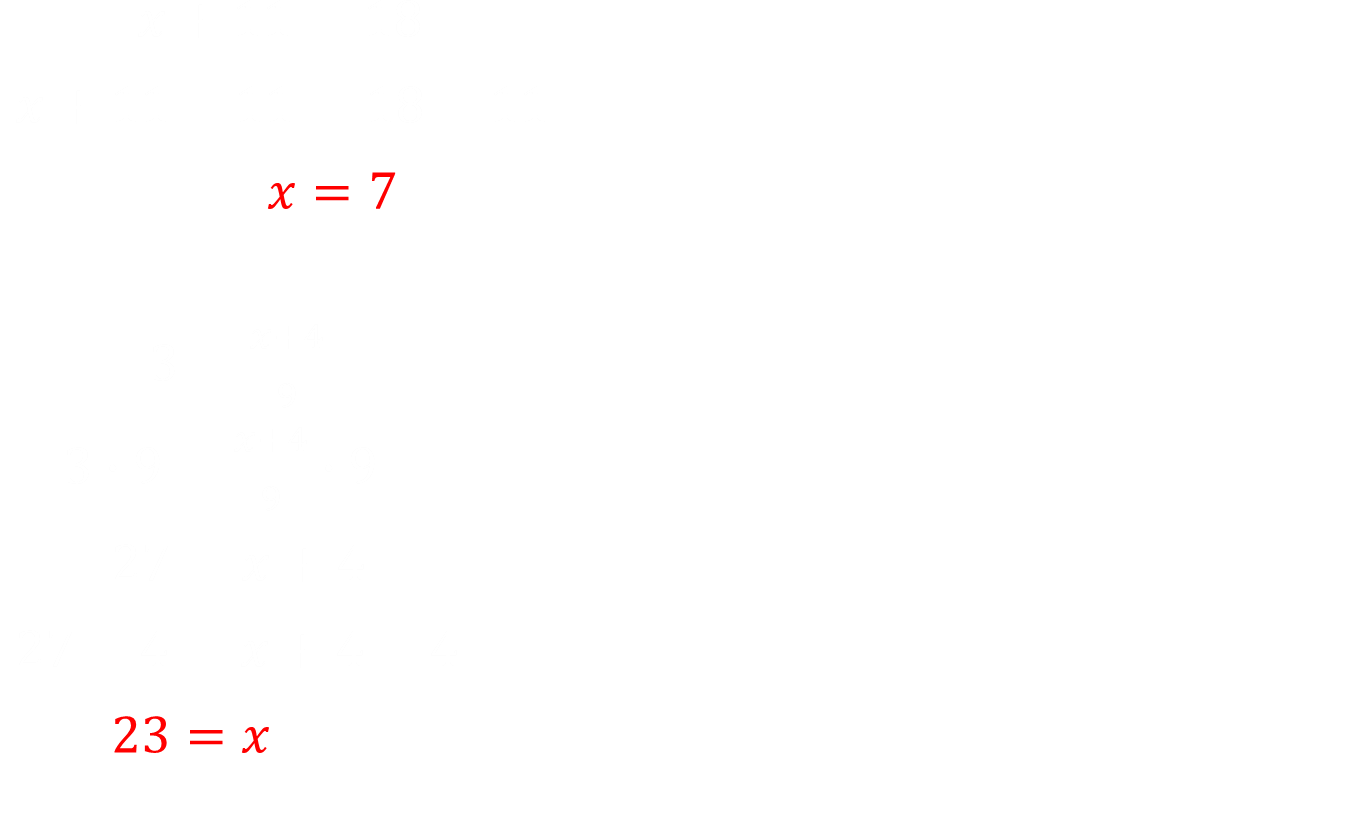 x = 7
23 = x